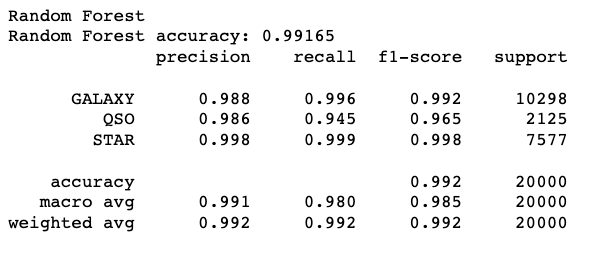 Random Forest
Random Forest accuracy: 0.99165
precision recall f1-score support
GALAXY 0.988 0.996 0.992 10298
QSO 0.986 0.945 0.965 2125
STAR 0.998 0.999 0.998 7577
accuracy 0.992 20000
macro avg 0.991 0.980 0.985 20000
weighted avg 0.992 0.992 0.992 20000